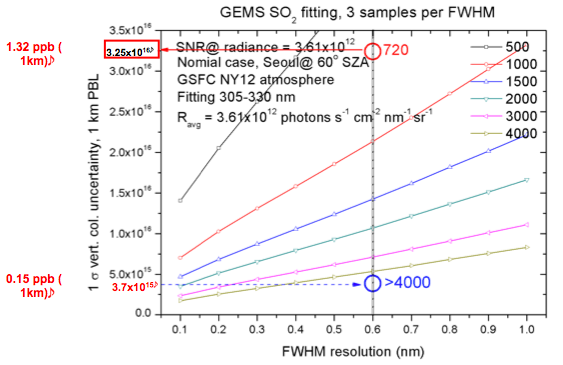 GEMS SO2 fitting, 3 samples per FWHM
1.32 ppb (
1km)
3.25x10^16
3.5x10^16
3.0x10^16
2.5x10^16
2.0x10^16
1.5x10^16
1.0x10^16
5.0x10^15
0.0
0.15 ppb (
1km)
3.7x10^15
1 σ vert. col. uncertainty, 1 km PBL
SNR@ radiance = 3.61x10^12
Nomial case, Seoul@ 60° SZA
GSFC NY12 atmosphere
Fitting 305-330 nm
R_avg = 3.61x10^12 photons s^-1 cm^-2 nm^-1 sr^-1
720
500
1000
1500
2000
3000
4000
>4000
0.1 0.2 0.3 0.4 0.5 0.6 0.7 0.8 0.9 1.0
FWHM resolution (nm)